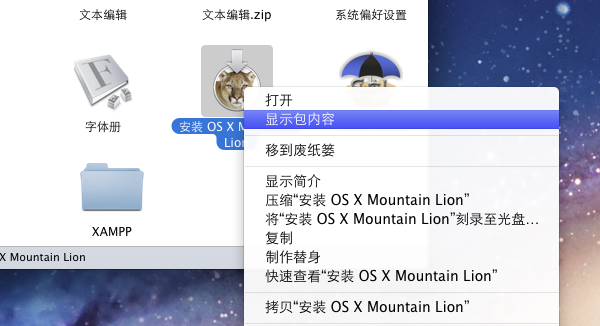 文本编辑
文本编辑.zip
系统偏好设置
字体册
安装 OS X M
Lion
XAMPP
X Mountain Lion
打开
显示包内容
移到废纸篓
显示简介
压缩“安装 OS X Mountain Lion”
将“安装 OS X Mountain Lion”刻录至光盘...
复制
制作替身
快速查看“安装 OS X Mountain Lion”
拷贝“安装 OS X Mountain Lion”